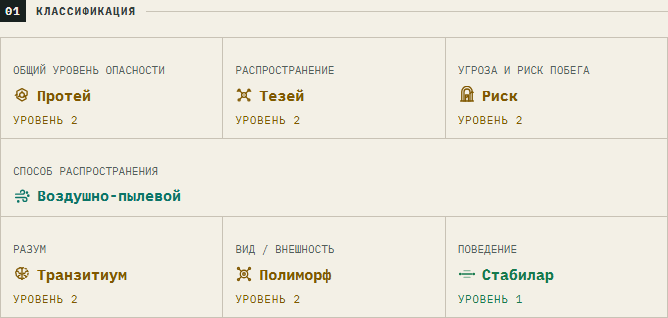 01 КЛАССИФИКАЦИЯ
ОБЩИЙ УРОВЕНЬ ОПАСНОСТИ
Протей
УРОВЕНЬ 2
РАСПРОСТРАНЕНИЕ
Тезей
УРОВЕНЬ 2
УГРОЗА И РИСК ПОБЕГА
Риск
УРОВЕНЬ 2
СПОСОБ РАСПРОСТРАНЕНИЯ
Воздушно-пылевой
РАЗУМ
Транзитиум
УРОВЕНЬ 2
ВИД / ВНЕШНОСТЬ
Полиморф
УРОВЕНЬ 2
ПОВЕДЕНИЕ
Стабилар
УРОВЕНЬ 1